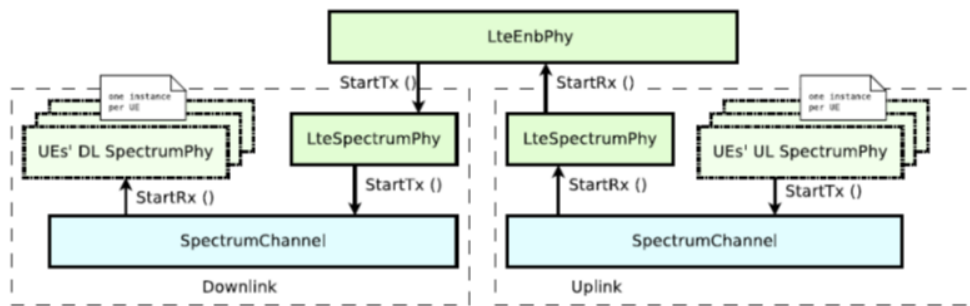 LteEnbPhy
StartTx ()
StartRx ()
one instance
per UE
UEs' DL SpectrumPhy
LteSpectrumPhy
LteSpectrumPhy
one instance
per UE
UEs' UL SpectrumPhy
StartRx ()
StartTx ()
StartRx ()
StartTx ()
SpectrumChannel
SpectrumChannel
Downlink
Uplink